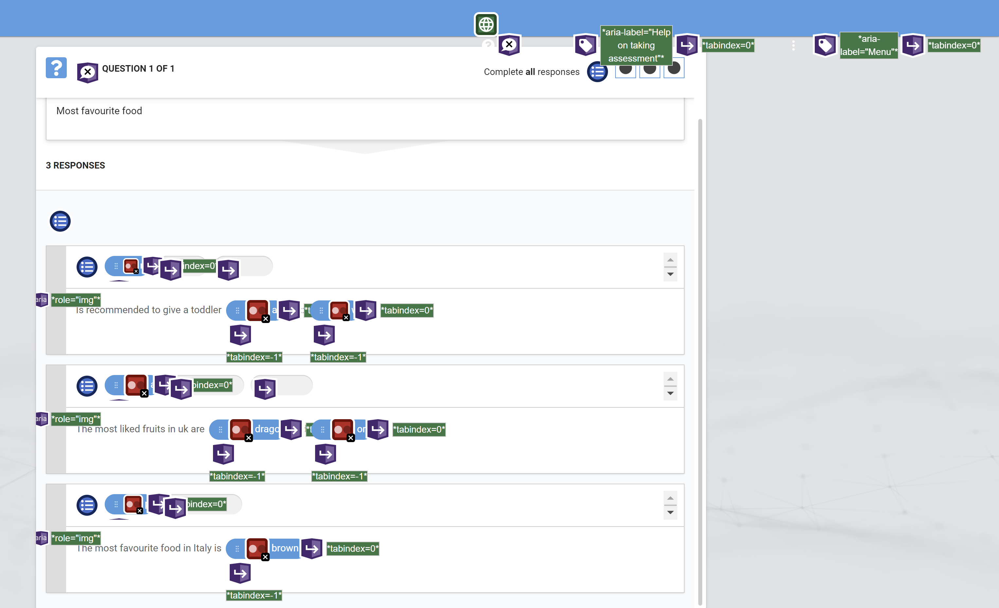 *aria-label="Help
on taking
assessment"*
*tabindex=0*
*aria-
label="Menu"*
*tabindex=0*
QUESTION 1 OF 1
Complete all responses
Most favourite food
3 RESPONSES
index=0*
aria *role="img"*
Is recommended to give a toddler a *t *tabindex=0*
*tabindex=-1* *tabindex=-1*
bindex=0*
aria *role="img"*
The most liked fruits in uk are drago *t or *tabindex=0*
*tabindex=-1* *tabindex=-1*
bindex=0*
aria *role="img"*
The most favourite food in Italy is brown *tabindex=0*
*tabindex=-1*